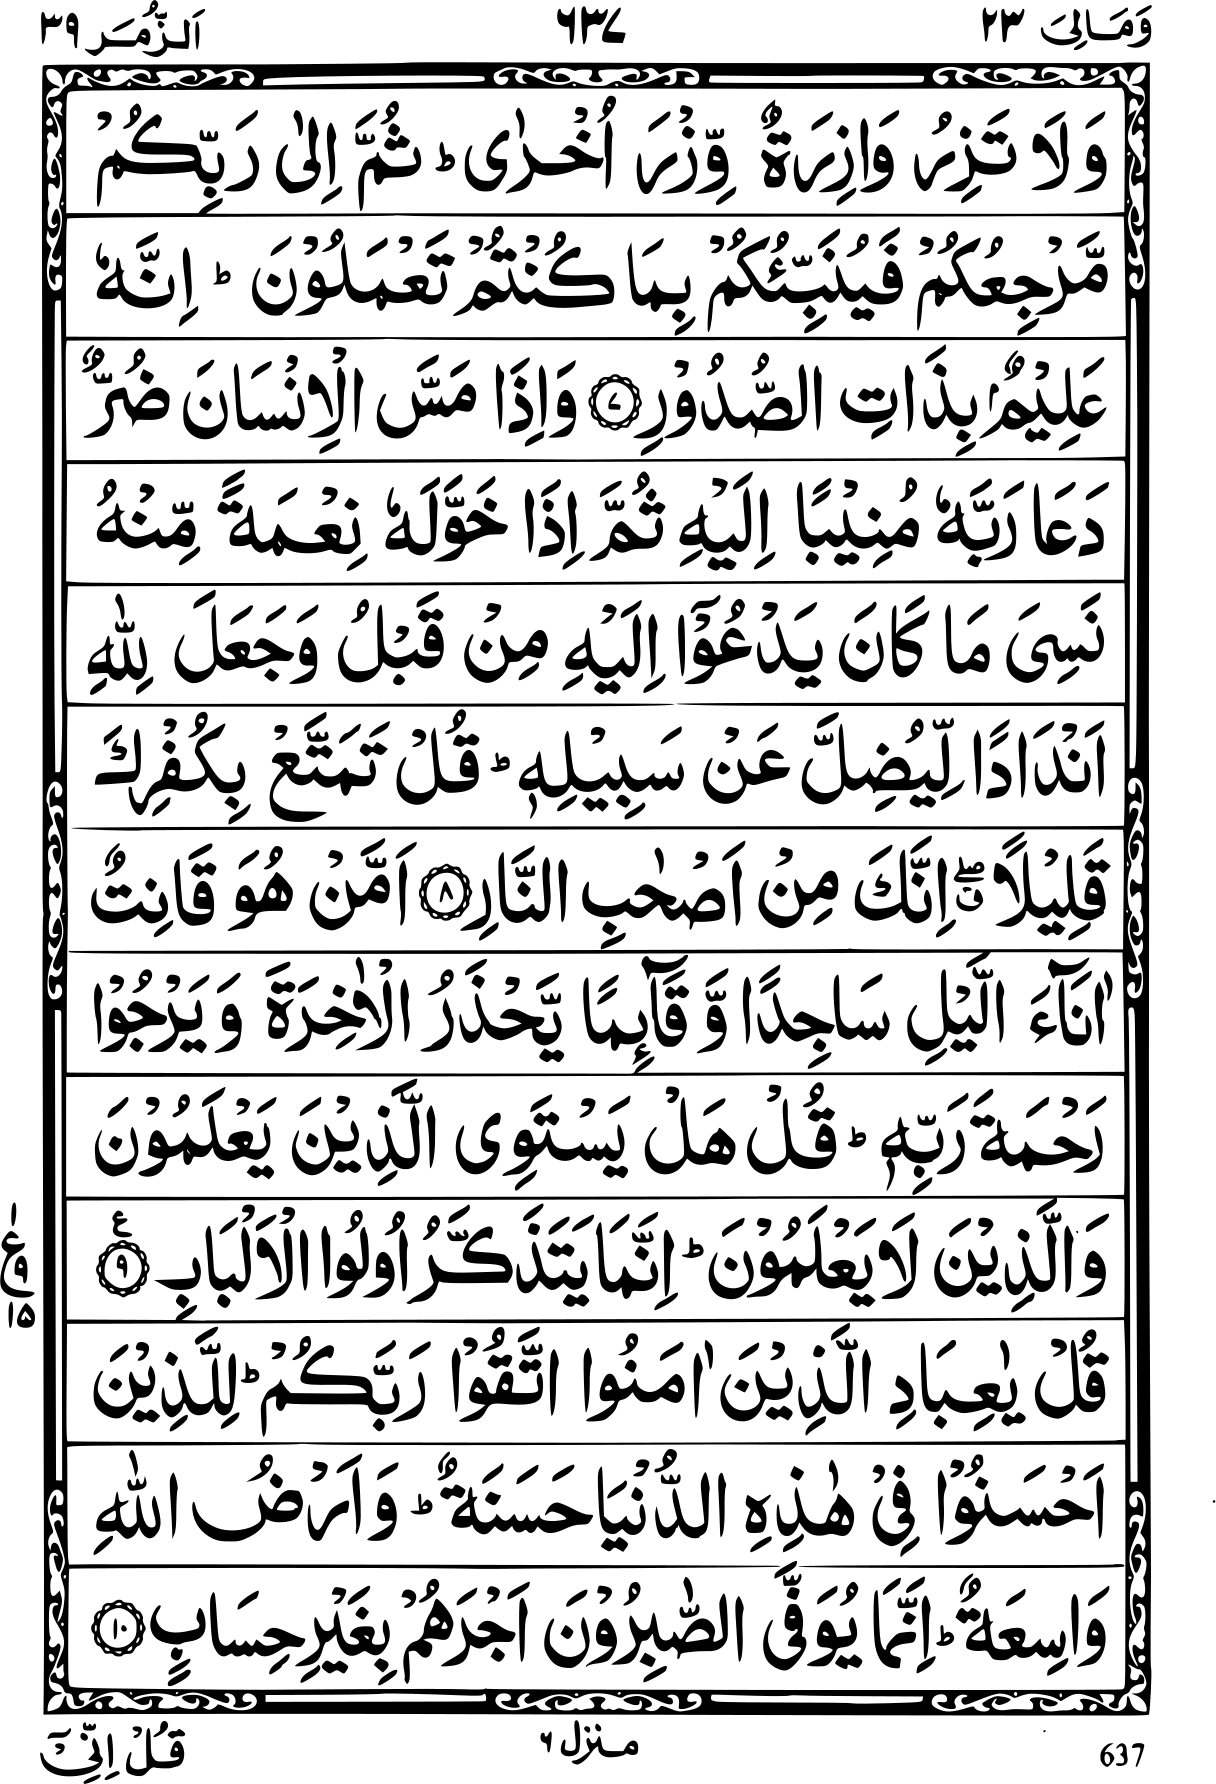 وَمَالِیَ ٢٣ ٦٣٧ اَلزُّمَر ٣٩
وَلَا تَزِرُ وَازِرَةٌ وِّزْرَ اُخْرٰی ؕ ثُمَّ اِلٰی رَبِّكُمْ
مَّرْجِعُكُمْ فَيُنَبِّئُكُمْ بِمَا كُنْتُمْ تَعْمَلُوْنَ ؕ اِنَّهٗ
عَلِيْمٌۢ بِذَاتِ الصُّدُوْرِ ۝٧ وَاِذَا مَسَّ الْاِنْسَانَ ضُرٌّ
دَعَا رَبَّهٗ مُنِيْبًا اِلَيْهِ ثُمَّ اِذَا خَوَّلَهٗ نِعْمَةً مِّنْهُ
نَسِیَ مَا كَانَ يَدْعُوْۤا اِلَيْهِ مِنْ قَبْلُ وَجَعَلَ لِلّٰهِ
اَنْدَادًا لِّيُضِلَّ عَنْ سَبِيْلِهٖ ؕ قُلْ تَمَتَّعْ بِكُفْرِكَ
قَلِيْلًا ۖق اِنَّكَ مِنْ اَصْحٰبِ النَّارِ ۝٨ اَمَّنْ هُوَ قَانِتٌ
اٰنَآءَ الَّيْلِ سَاجِدًا وَّ قَآىِٕمًا يَّحْذَرُ الْاٰخِرَةَ وَيَرْجُوْا
رَحْمَةَ رَبِّهٖ ؕ قُلْ هَلْ يَسْتَوِی الَّذِيْنَ يَعْلَمُوْنَ
وَالَّذِيْنَ لَا يَعْلَمُوْنَ ؕ اِنَّمَا يَتَذَكَّرُ اُولُوا الْاَلْبَابِ ۝٩ ع
١ ع ٩ ١٥
قُلْ يٰعِبَادِ الَّذِيْنَ اٰمَنُوا اتَّقُوْا رَبَّكُمْ ؕ لِلَّذِيْنَ
اَحْسَنُوْا فِیْ هٰذِهِ الدُّنْيَا حَسَنَةٌ ؕ وَاَرْضُ اللّٰهِ
وَاسِعَةٌ ؕ اِنَّمَا يُوَفَّی الصّٰبِرُوْنَ اَجْرَهُمْ بِغَيْرِ حِسَابٍ ۝١٠
637 منزل ٦ قُلْ اِنِّیْۤ